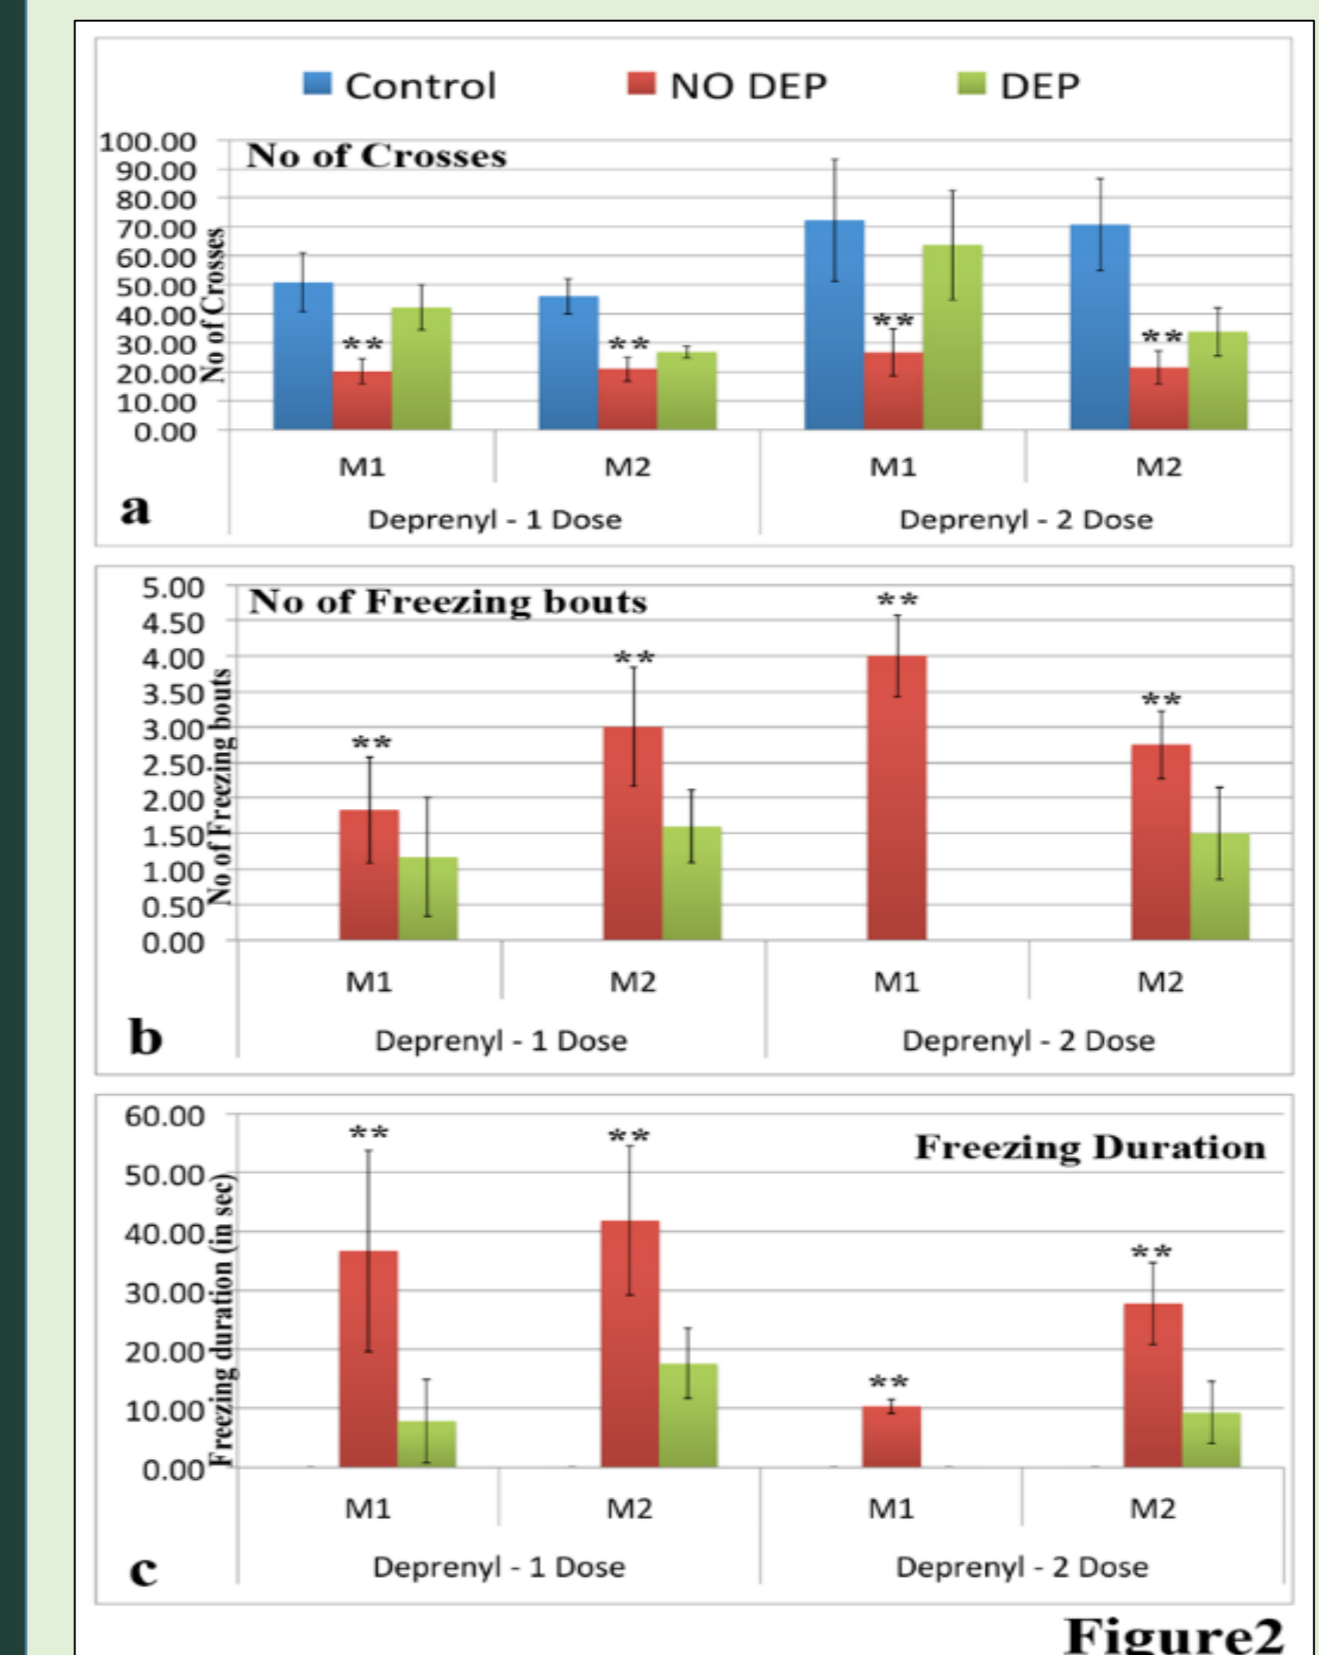 Control NO DEP DEP
No of Crosses
100.00
90.00
80.00
70.00
60.00
50.00
40.00
30.00
20.00
10.00
0.00
No of Crosses
** ** ** **
M1 M2 M1 M2
a
Deprenyl - 1 Dose Deprenyl - 2 Dose
No of Freezing bouts
5.00
4.50
4.00
3.50
3.00
2.50
2.00
1.50
1.00
0.50
0.00
No of Freezing bouts
** ** ** **
M1 M2 M1 M2
b
Deprenyl - 1 Dose Deprenyl - 2 Dose
Freezing Duration
60.00
50.00
40.00
30.00
20.00
10.00
0.00
Freezing duration (in sec)
** ** ** **
M1 M2 M1 M2
c
Deprenyl - 1 Dose Deprenyl - 2 Dose
Figure2